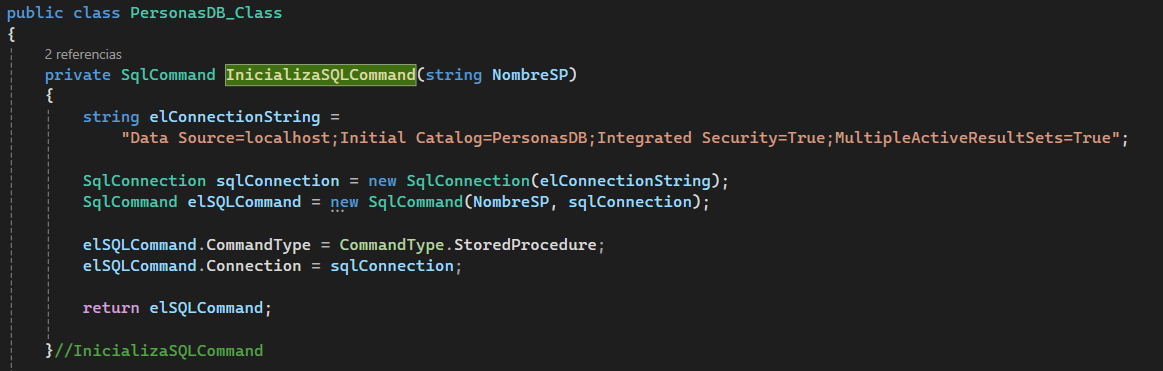 public class PersonasDB_Class
{
2 referencias
private SqlCommand InicializaSQLCommand(string NombreSP)
{
string elConnectionString =
"Data Source=localhost;Initial Catalog=PersonasDB;Integrated Security=True;MultipleActiveResultSets=True";
SqlConnection sqlConnection = new SqlConnection(elConnectionString);
SqlCommand elSQLCommand = new SqlCommand(NombreSP, sqlConnection);
elSQLCommand.CommandType = CommandType.StoredProcedure;
elSQLCommand.Connection = sqlConnection;
return elSQLCommand;
}//InicializaSQLCommand